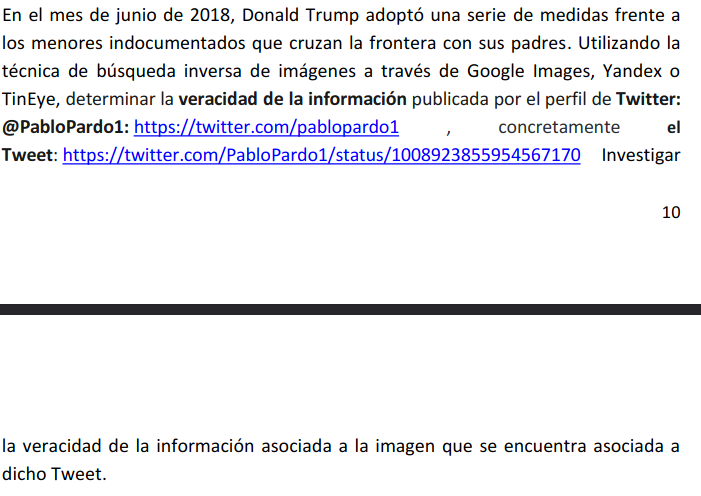 En el mes de junio de 2018, Donald Trump adoptó una serie de medidas frente a
los menores indocumentados que cruzan la frontera con sus padres. Utilizando la
técnica de búsqueda inversa de imágenes a través de Google Images, Yandex o
TinEye, determinar la veracidad de la información publicada por el perfil de Twitter:
@PabloPardo1: https://twitter.com/pablopardo1 , concretamente el
Tweet: https://twitter.com/PabloPardo1/status/1008923855954567170 Investigar
10
la veracidad de la información asociada a la imagen que se encuentra asociada a
dicho Tweet.